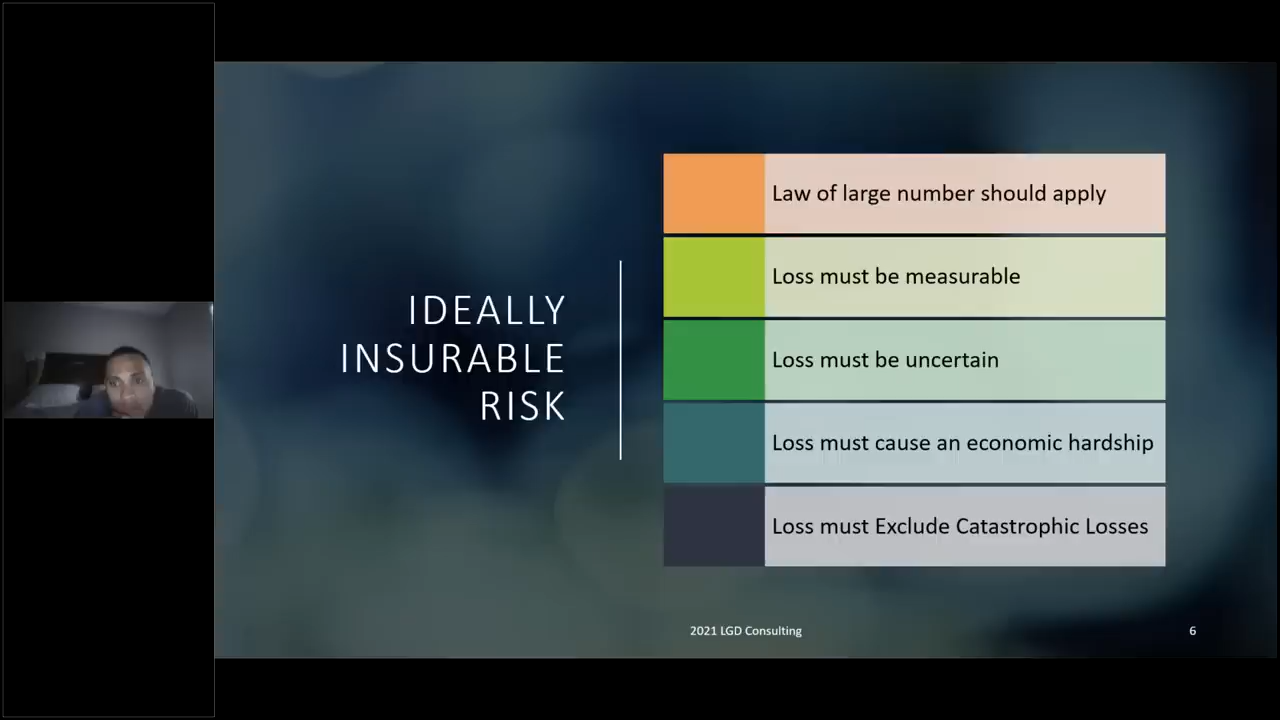 IDEALLY
INSURABLE
RISK
Law of large number should apply
Loss must be measurable
Loss must be uncertain
Loss must cause an economic hardship
Loss must Exclude Catastrophic Losses
2021 LGD Consulting
6